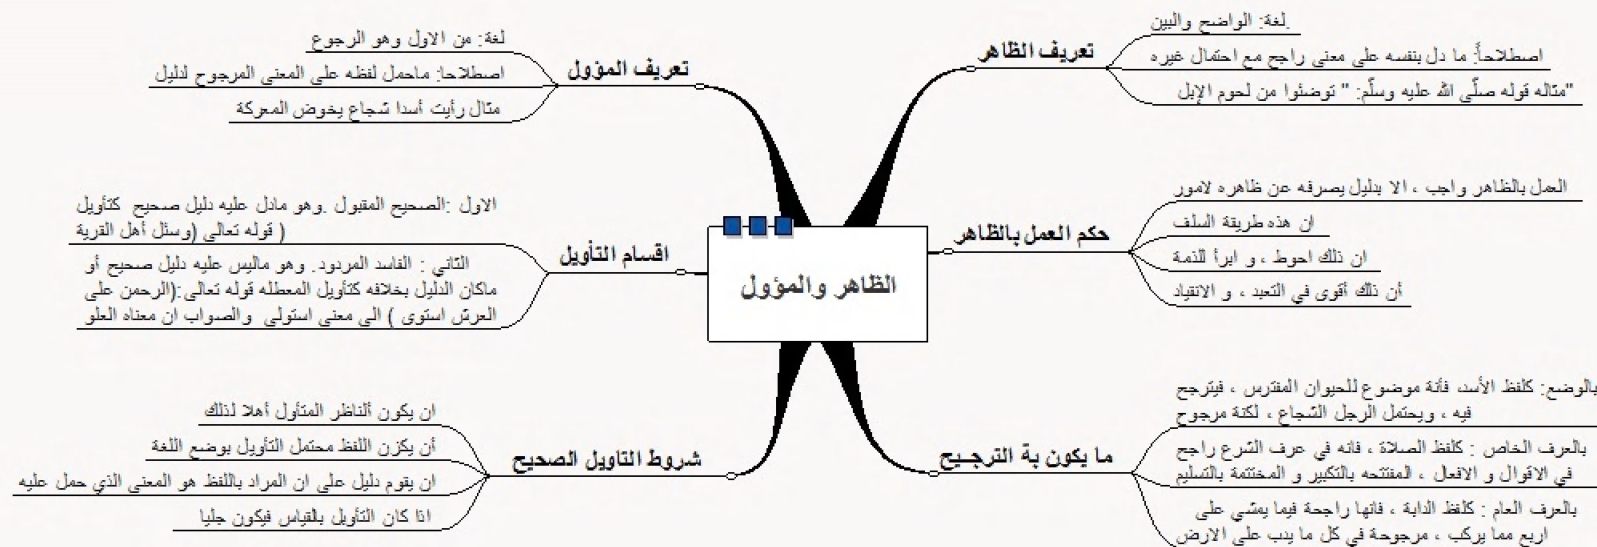 الظاهر والمؤول
تعريف الظاهر
لغة: الواضح والبين.
اصطلاحاً: ما دل بنفسه على معنى راجح مع احتمال غيره
"مثاله قوله صلّى الله عليه وسلّم: " توضئوا من لحوم الإبل
حكم العمل بالظاهر
العمل بالظاهر واجب ، الا بدليل يصرفه عن ظاهره لامور
ان هذه طريقة السلف
ان ذلك احوط ، و ابرأ للذمة
أن ذلك أقوى في التعبد ، و الانقياد
ما يكون بة الترجيح
بالوضع: كلفظ الأسد، فأنة موضوع للحيوان المفترس ، فيترجح
فيه ، ويحتمل الرجل الشجاع ، لكنة مرجوح
بالعرف الخاص : كلفظ الصلاة ، فانه في عرف الشرع راجح
في الاقوال و الافعال ، المفتتحه بالتكبير و المختتمة بالتسليم
بالعرف العام : كلفظ الدابة ، فانها راجحة فيما يمشي على
اربع مما يركب ، مرجوحة في كل ما يدب على الارض
تعريف المؤول
لغة: من الاول وهو الرجوع
اصطلاحا: ماحمل لفظه على المعنى المرجوح لدليل
مثال رأيت أسدا شجاع يخوض المعركة
اقسام التأويل
الاول :الصحيح المقبول .وهو مادل عليه دليل صحيح كتأويل
قوله تعالى (وسئل أهل القرية )
الثاني : الفاسد المردود. وهو ماليس عليه دليل صحيح أو
ماكان الدليل بخلافه كتأويل المعطله قوله تعالى :(الرحمن على
العرش استوى ) الى معنى استولى والصواب ان معناه العلو
شروط التاويل الصحيح
ان يكون ألناظر المتأول أهلا لذلك
أن يكزن اللفظ محتمل التأويل بوضع اللغة
ان يقوم دليل على ان المراد باللفظ هو المعنى الذي حمل عليه
اذا كان التأويل بالقياس فيكون جليا